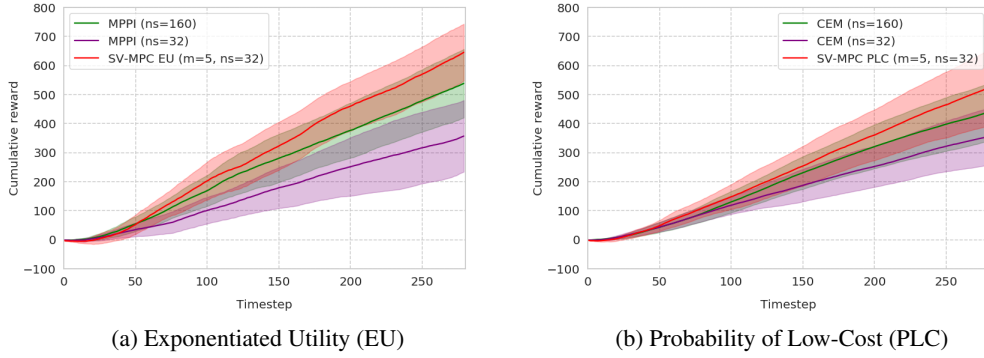 800
700
600
500
400
300
200
100
0
−100
Cumulative reward
MPPI (ns=160)
MPPI (ns=32)
SV-MPC EU (m=5, ns=32)
0 50 100 150 200 250
Timestep
(a) Exponentiated Utility (EU)
800
700
600
500
400
300
200
100
0
−100
Cumulative reward
CEM (ns=160)
CEM (ns=32)
SV-MPC PLC (m=5, ns=32)
0 50 100 150 200 250
Timestep
(b) Probability of Low-Cost (PLC)